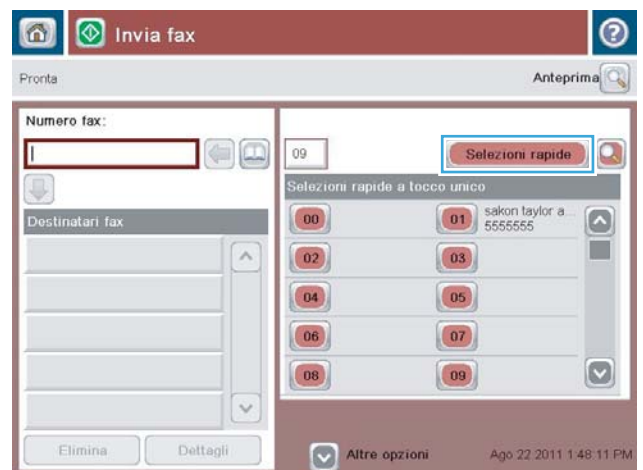 Invia fax
Pronta
Anteprima
Numero fax:
09
Selezioni rapide
Selezioni rapide a tocco unico
Destinatari fax
00
01
sakon taylor a...
5555555
02
03
04
05
06
07
08
09
Elimina
Dettagli
Altre opzioni
Ago 22 2011 1:48:11 PM